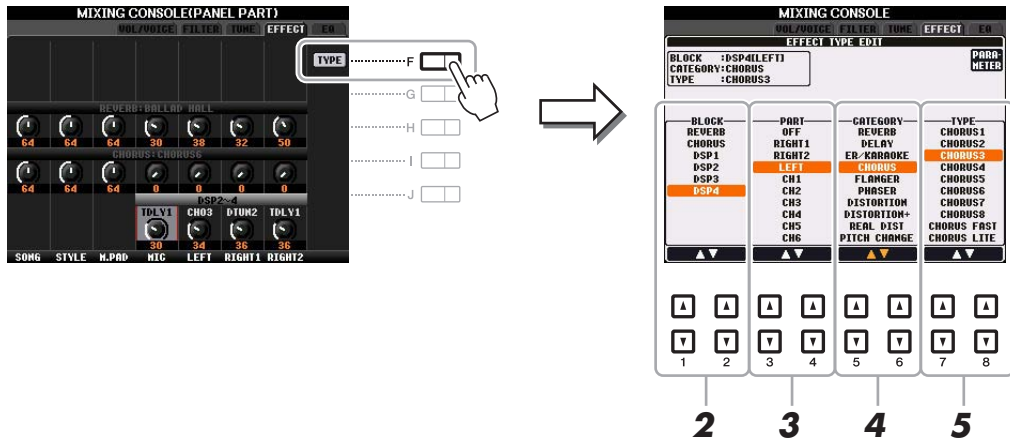 MIXING CONSOLE(PANEL PART)
VOL/VOICE FILTER TUNE EFFECT EQ
TYPE F
G
REVERB:BALLAD HALL
H
64 64 64 30 38 32 50
CHORUS:CHORUS6
I
64 64 64 0 0 0 0
DSP2~4
J
TDLY1 CHO3 DTUN2 TDLY1
30 34 36 36
SONG STYLE M.PAD MIC LEFT RIGHT1 RIGHT2
MIXING CONSOLE
VOL/VOICE FILTER TUNE EFFECT EQ
EFFECT TYPE EDIT
BLOCK :DSP4[LEFT]
CATEGORY:CHORUS
TYPE :CHORUS3
PARA-
METER
BLOCK PART CATEGORY TYPE
REVERB OFF REVERB CHORUS1
CHORUS RIGHT1 DELAY CHORUS2
DSP1 RIGHT2 ER/KARAOKE CHORUS3
DSP2 LEFT CHORUS CHORUS4
DSP3 CH1 FLANGER CHORUS5
DSP4 CH2 PHASER CHORUS6
CH3 DISTORTION CHORUS7
CH4 DISTORTION+ CHORUS8
CH5 REAL DIST CHORUS FAST
CH6 PITCH CHANGE CHORUS LITE
1 2 3 4 5 6 7 8
2 3 4 5